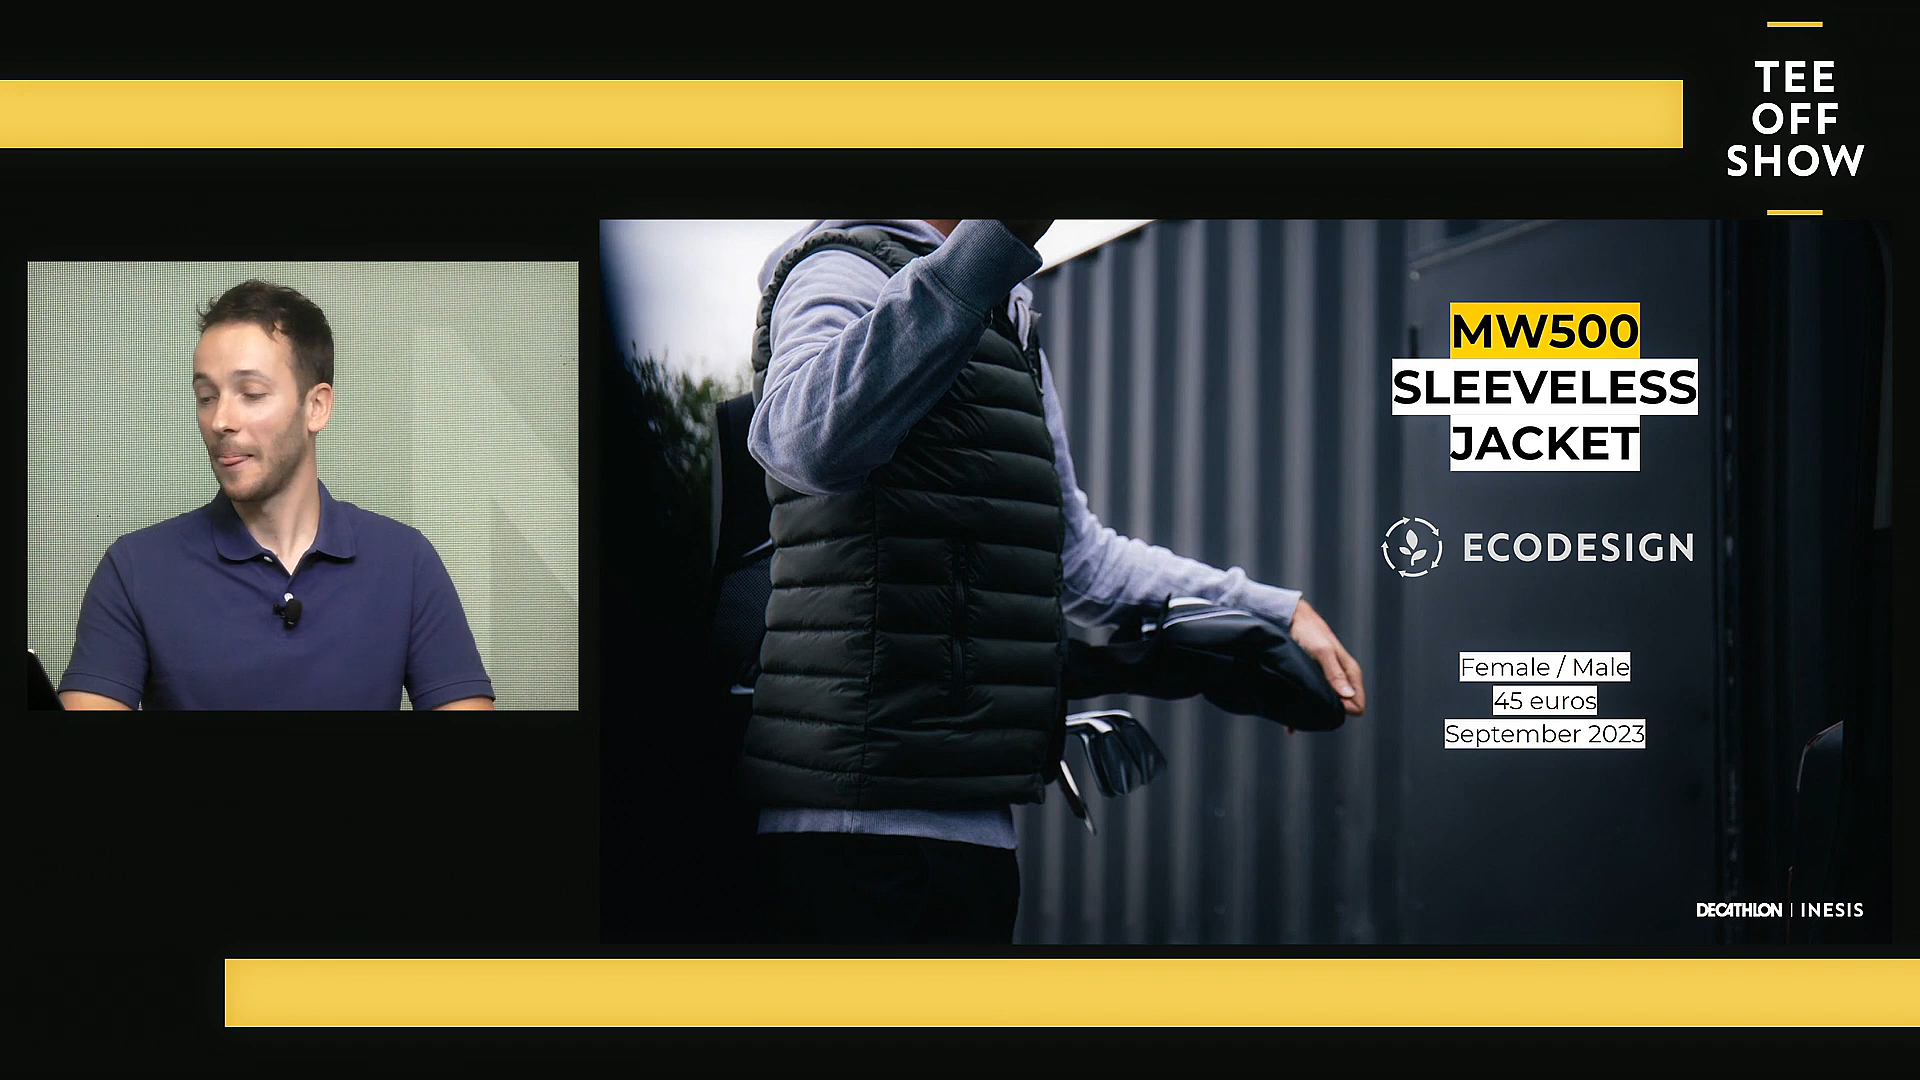 TEE
OFF
SHOW
MW500
SLEEVELESS
JACKET
ECODESIGN
Female / Male
45 euros
September 2023
DECATHLON | INESIS